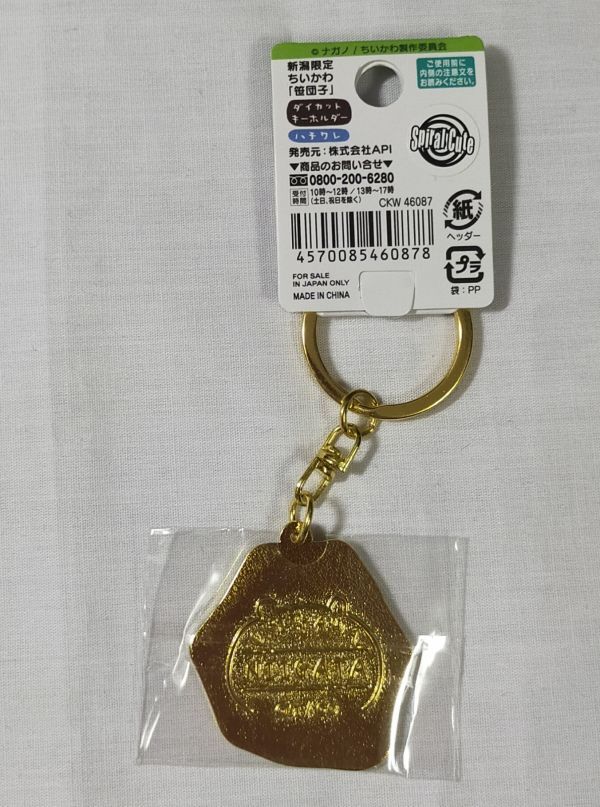 © ナガノ / ちいかわ製作委員会
新潟限定
ちいかわ
「笹団子」
ダイカット
キーホルダー
ハチワレ
ご使用前に
内側の注意文を
お読みください。
SpiralCute
発売元：株式会社API
▼商品のお問い合せ▼
0800-200-6280
受付時間 10時〜12時 / 13時〜17時
(土日、祝日を除く)
CKW 46087
4570085460878
FOR SALE
IN JAPAN ONLY
MADE IN CHINA
紙
ヘッダー
プラ
袋：PP
NIIGATA